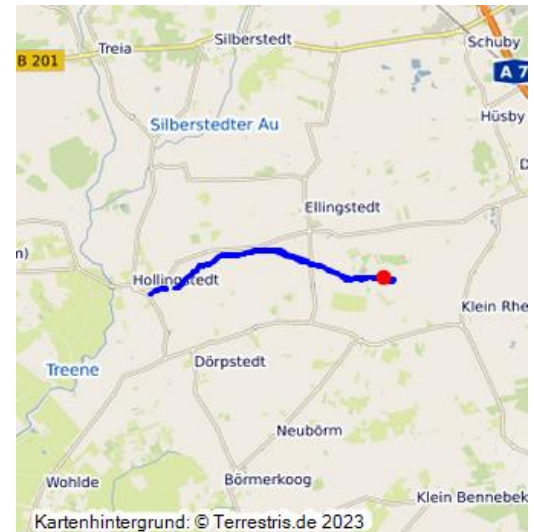 Silberstedt
Treia
Schuby
B 201
A 7
Hüsby
Silberstedter Au
Ellingstedt
Hollingstedt
Klein Rhe
Dörpstedt
Treene
Neubörm
Wohlde
Börmerkoog
Klein Bennebek
Kartenhintergrund: © Terrestris.de 2023